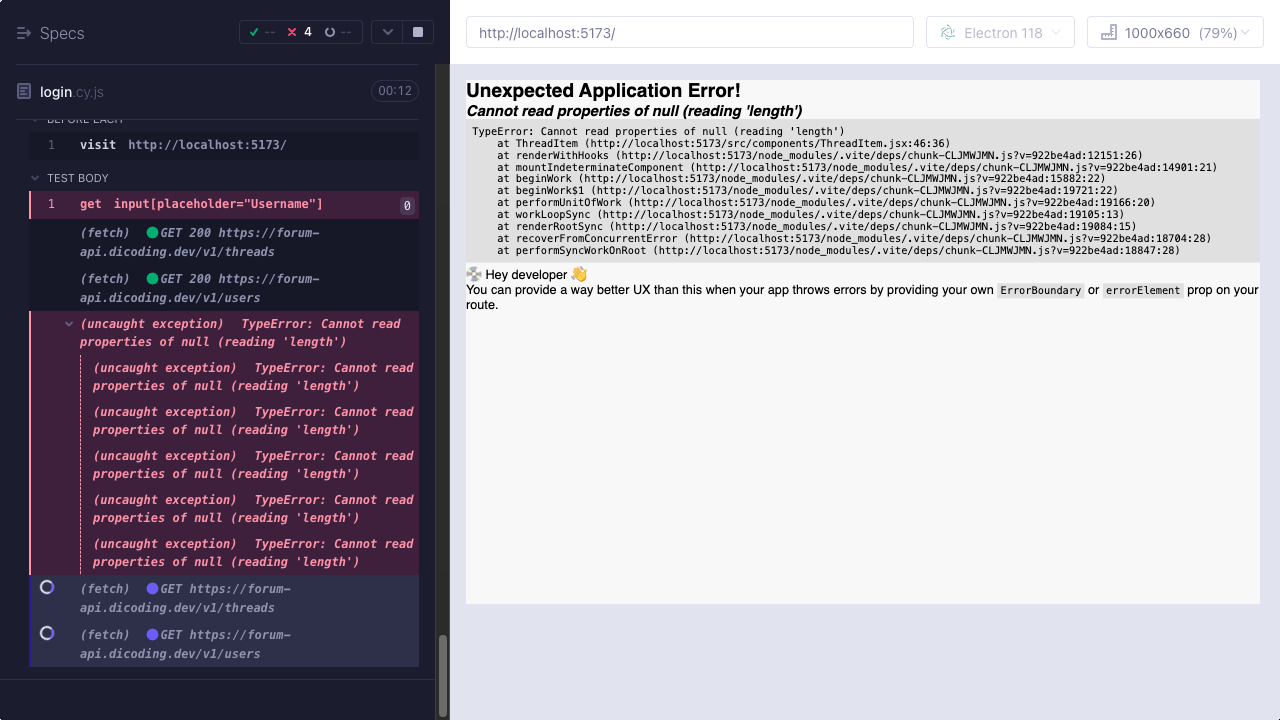 Specs
-- 4 --
login.cy.js
00:12
BEFORE EACH
1 visit http://localhost:5173/
TEST BODY
1 get input[placeholder="Username"] 0
(fetch) GET 200 https://forum-
api.dicoding.dev/v1/threads
(fetch) GET 200 https://forum-
api.dicoding.dev/v1/users
(uncaught exception) TypeError: Cannot read
properties of null (reading 'length')
(uncaught exception) TypeError: Cannot read
properties of null (reading 'length')
(uncaught exception) TypeError: Cannot read
properties of null (reading 'length')
(uncaught exception) TypeError: Cannot read
properties of null (reading 'length')
(uncaught exception) TypeError: Cannot read
properties of null (reading 'length')
(uncaught exception) TypeError: Cannot read
properties of null (reading 'length')
(fetch) GET https://forum-
api.dicoding.dev/v1/threads
(fetch) GET https://forum-
api.dicoding.dev/v1/users
http://localhost:5173/
Electron 118
1000x660 (79%)
Unexpected Application Error!
Cannot read properties of null (reading 'length')
TypeError: Cannot read properties of null (reading 'length')
at ThreadItem (http://localhost:5173/src/components/ThreadItem.jsx:46:36)
at renderWithHooks (http://localhost:5173/node_modules/.vite/deps/chunk-CLJMWJMN.js?v=922be4ad:12151:26)
at mountIndeterminateComponent (http://localhost:5173/node_modules/.vite/deps/chunk-CLJMWJMN.js?v=922be4ad:14901:21)
at beginWork (http://localhost:5173/node_modules/.vite/deps/chunk-CLJMWJMN.js?v=922be4ad:15882:22)
at beginWork$1 (http://localhost:5173/node_modules/.vite/deps/chunk-CLJMWJMN.js?v=922be4ad:19721:22)
at performUnitOfWork (http://localhost:5173/node_modules/.vite/deps/chunk-CLJMWJMN.js?v=922be4ad:19166:20)
at workLoopSync (http://localhost:5173/node_modules/.vite/deps/chunk-CLJMWJMN.js?v=922be4ad:19105:13)
at renderRootSync (http://localhost:5173/node_modules/.vite/deps/chunk-CLJMWJMN.js?v=922be4ad:19084:15)
at recoverFromConcurrentError (http://localhost:5173/node_modules/.vite/deps/chunk-CLJMWJMN.js?v=922be4ad:18704:28)
at performSyncWorkOnRoot (http://localhost:5173/node_modules/.vite/deps/chunk-CLJMWJMN.js?v=922be4ad:18847:28)
💿 Hey developer 👋
You can provide a way better UX than this when your app throws errors by providing your own ErrorBoundary or errorElement prop on your
route.